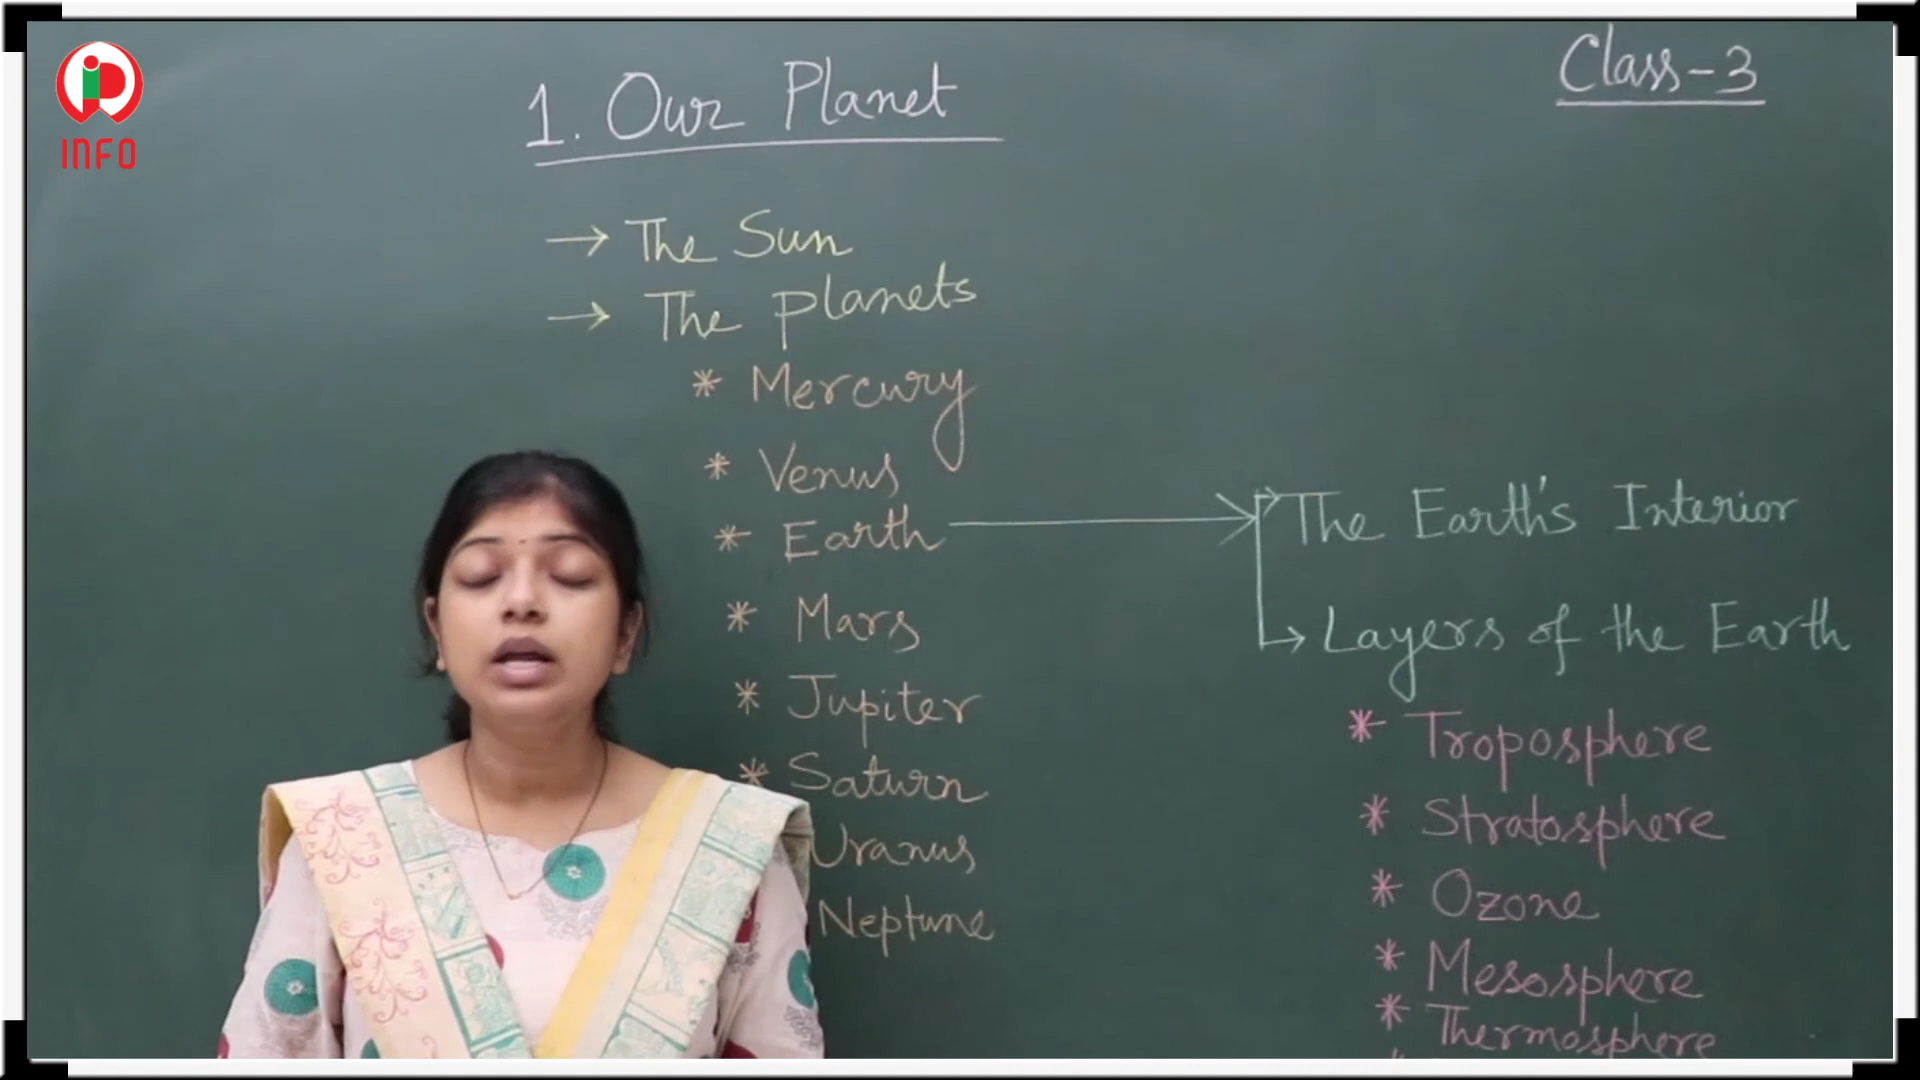 INFO
Class-3
1. Our Planet
→ The Sun
→ The planets
* Mercury
* Venus
* Earth
* Mars
* Jupiter
* Saturn
Uranus
Neptune
The Earth's Interior
Layers of the Earth
* Troposphere
* Stratosphere
* Ozone
* Mesosphere
* Thermosphere